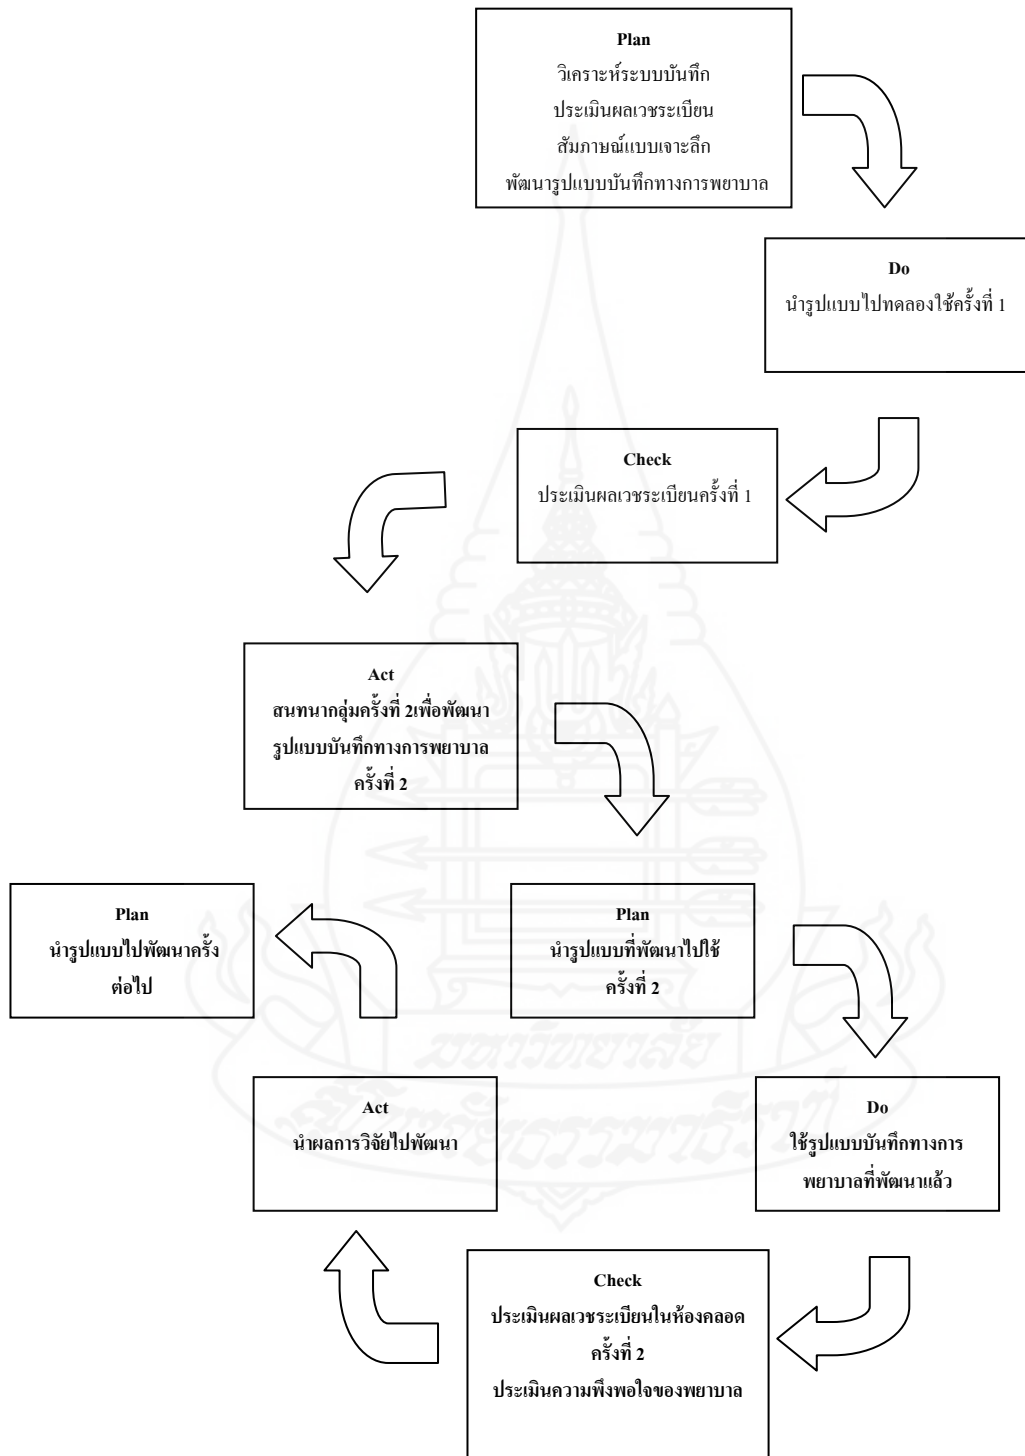 Plan
วิเคราะห์ระบบบันทึก
ประเมินผลเวชระเบียน
สัมภาษณ์แบบเจาะลึก
พัฒนารูปแบบบันทึกทางการพยาบาล
Do
นำรูปแบบไปทดลองใช้ครั้งที่ 1
Check
ประเมินผลเวชระเบียนครั้งที่ 1
Act
สนทนากลุ่มครั้งที่ 2เพื่อพัฒนา
รูปแบบบันทึกทางการพยาบาล
ครั้งที่ 2
Plan
นำรูปแบบที่พัฒนาไปใช้
ครั้งที่ 2
Do
ใช้รูปแบบบันทึกทางการ
พยาบาลที่พัฒนาแล้ว
Check
ประเมินผลเวชระเบียนในห้องคลอด
ครั้งที่ 2
ประเมินความพึงพอใจของพยาบาล
Act
นำผลการวิจัยไปพัฒนา
Plan
นำรูปแบบไปพัฒนาครั้ง
ต่อไป
มหาวิทยาลัย